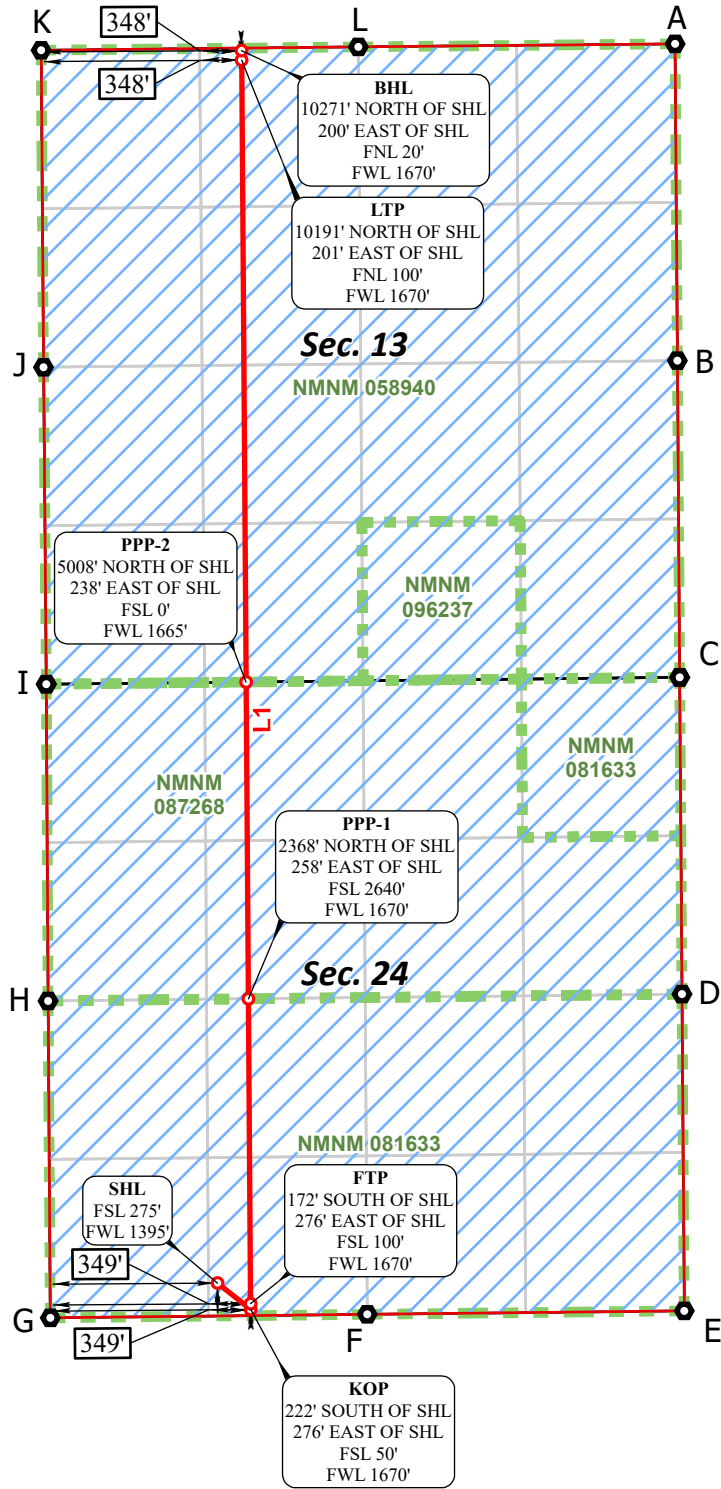 348'
K
L
A
348'
BHL
10271' NORTH OF SHL
200' EAST OF SHL
FNL 20'
FWL 1670'
LTP
10191' NORTH OF SHL
201' EAST OF SHL
FNL 100'
FWL 1670'
Sec. 13
J
B
NMNM 058940
PPP-2
5008' NORTH OF SHL
238' EAST OF SHL
FSL 0'
FWL 1665'
NMNM
096237
I
C
L1
NMNM
081633
NMNM
087268
PPP-1
2368' NORTH OF SHL
258' EAST OF SHL
FSL 2640'
FWL 1670'
Sec. 24
H
D
NMNM 081633
SHL
FSL 275'
FWL 1395'
FTP
172' SOUTH OF SHL
276' EAST OF SHL
FSL 100'
FWL 1670'
349'
G
F
E
349'
KOP
222' SOUTH OF SHL
276' EAST OF SHL
FSL 50'
FWL 1670'